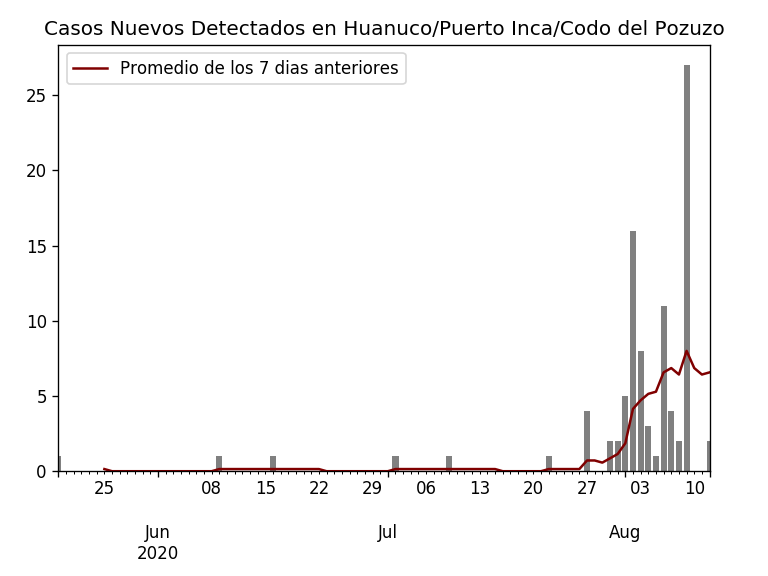 Casos Nuevos Detectados en Huanuco/Puerto Inca/Codo del Pozuzo
Promedio de los 7 dias anteriores
25
20
15
10
5
0
25 08 15 22 29 06 13 20 27 03 10
Jun Jul Aug
2020